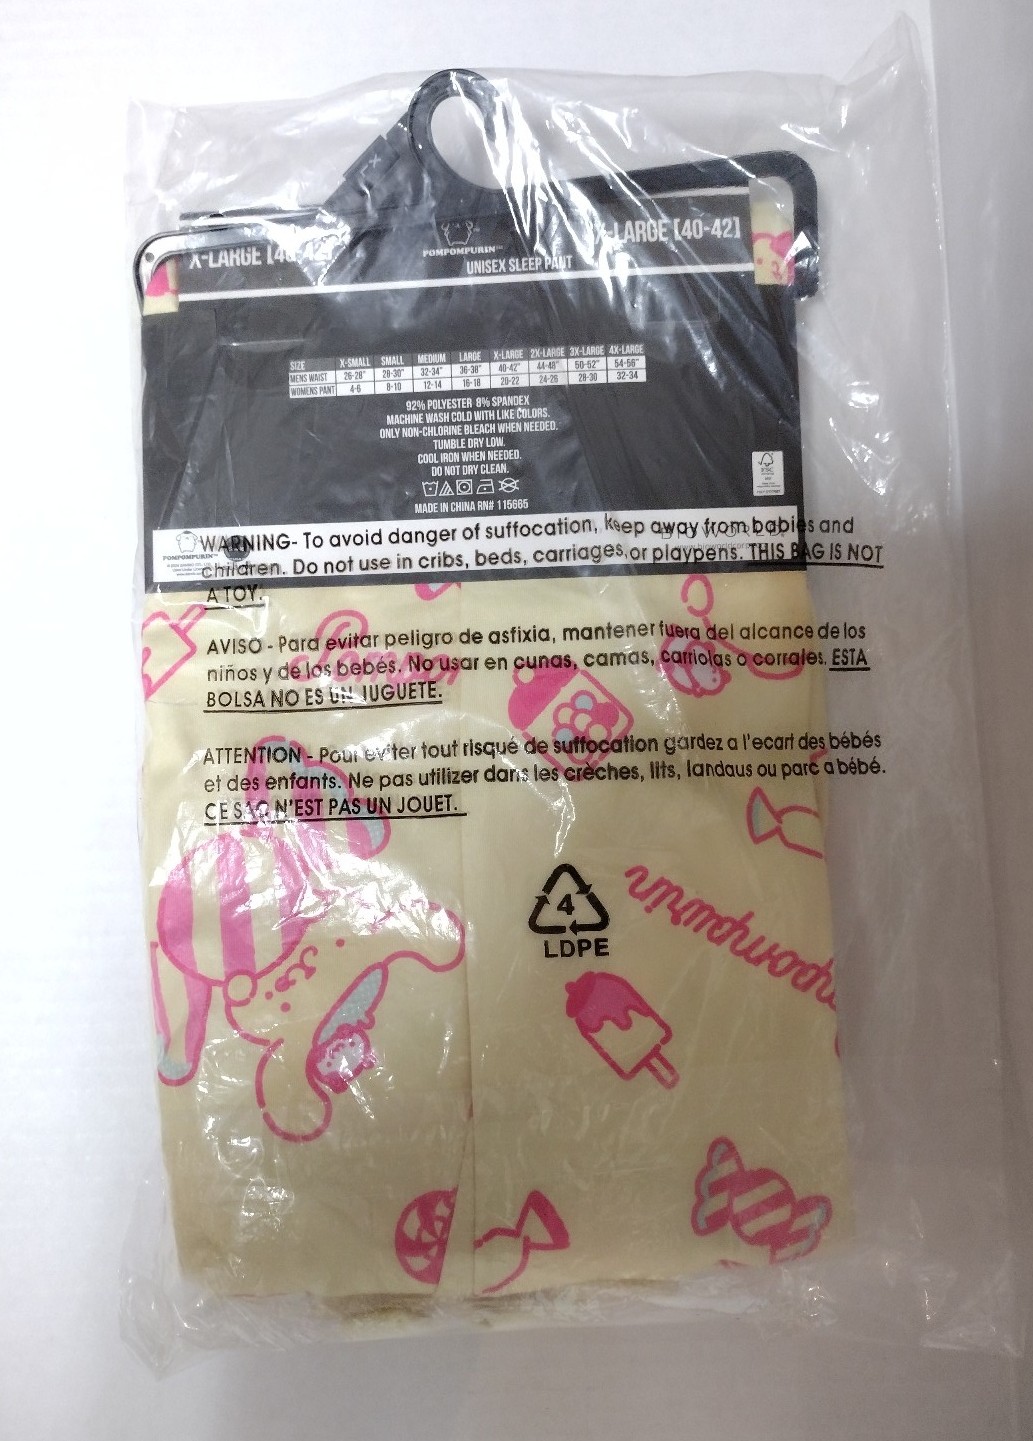 X-LARGE [40-42]
POMPOMPURIN™
X-LARGE [40-42]
UNISEX SLEEP PANT
SIZE X-SMALL SMALL MEDIUM LARGE X-LARGE 2X-LARGE 3X-LARGE 4X-LARGE
MENS WAIST 26-28" 28-30" 32-34" 36-38" 40-42" 44-48" 50-52" 54-56"
WOMENS PANT 4-6 8-10 12-14 16-18 20-22 24-26 28-30 32-34
92% POLYESTER 8% SPANDEX
MACHINE WASH COLD WITH LIKE COLORS.
ONLY NON-CHLORINE BLEACH WHEN NEEDED.
TUMBLE DRY LOW.
COOL IRON WHEN NEEDED.
DO NOT DRY CLEAN.
MADE IN CHINA RN# 115665
FSC
POMPOMPURIN™
BIOWORLD
WARNING- To avoid danger of suffocation, keep away from babies and
children. Do not use in cribs, beds, carriages, or playpens. THIS BAG IS NOT
A TOY.
AVISO - Para evitar peligro de asfixia, mantener fuera del alcance de los
niños y de los bebés. No usar en cunas, camas, carriolas o corrales. ESTA
BOLSA NO ES UN JUGUETE.
ATTENTION - Pour eviter tout risque de suffocation gardez a l'ecart des bébés
et des enfants. Ne pas utilizer dans les crèches, lits, landaus ou parc a bébé.
CE SAC N'EST PAS UN JOUET.
4
LDPE